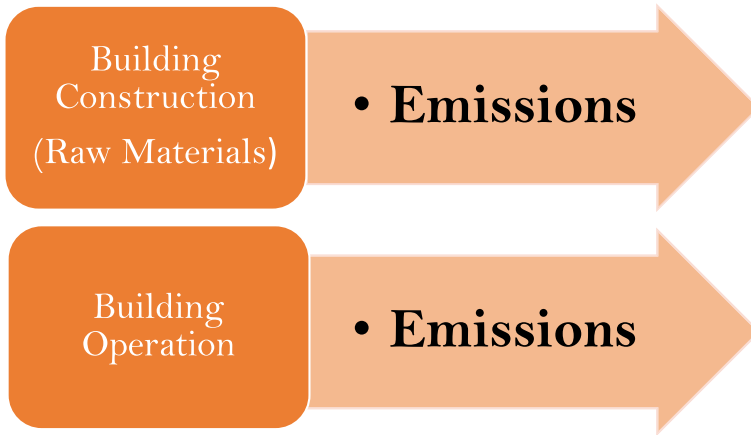 Building
Construction
(Raw Materials)
• Emissions
Building
Operation
• Emissions